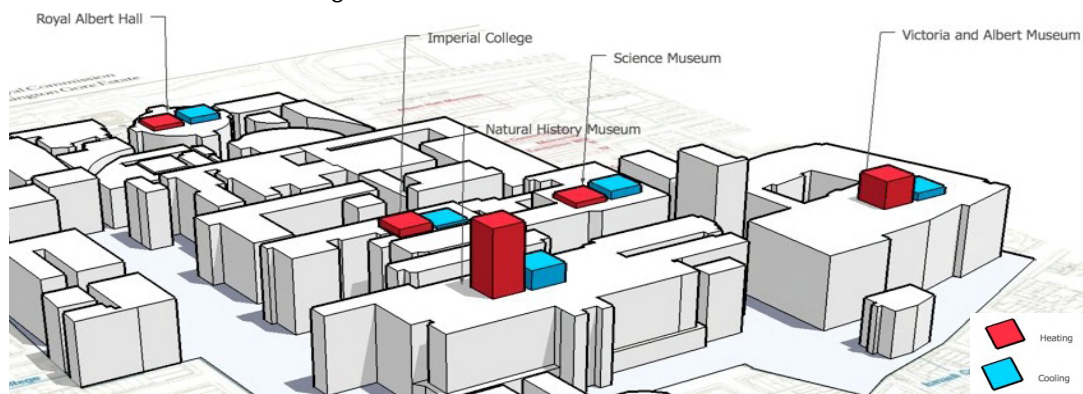 Royal Albert Hall
Imperial College
Science Museum
Victoria and Albert Museum
Natural History Museum
Heating
Cooling